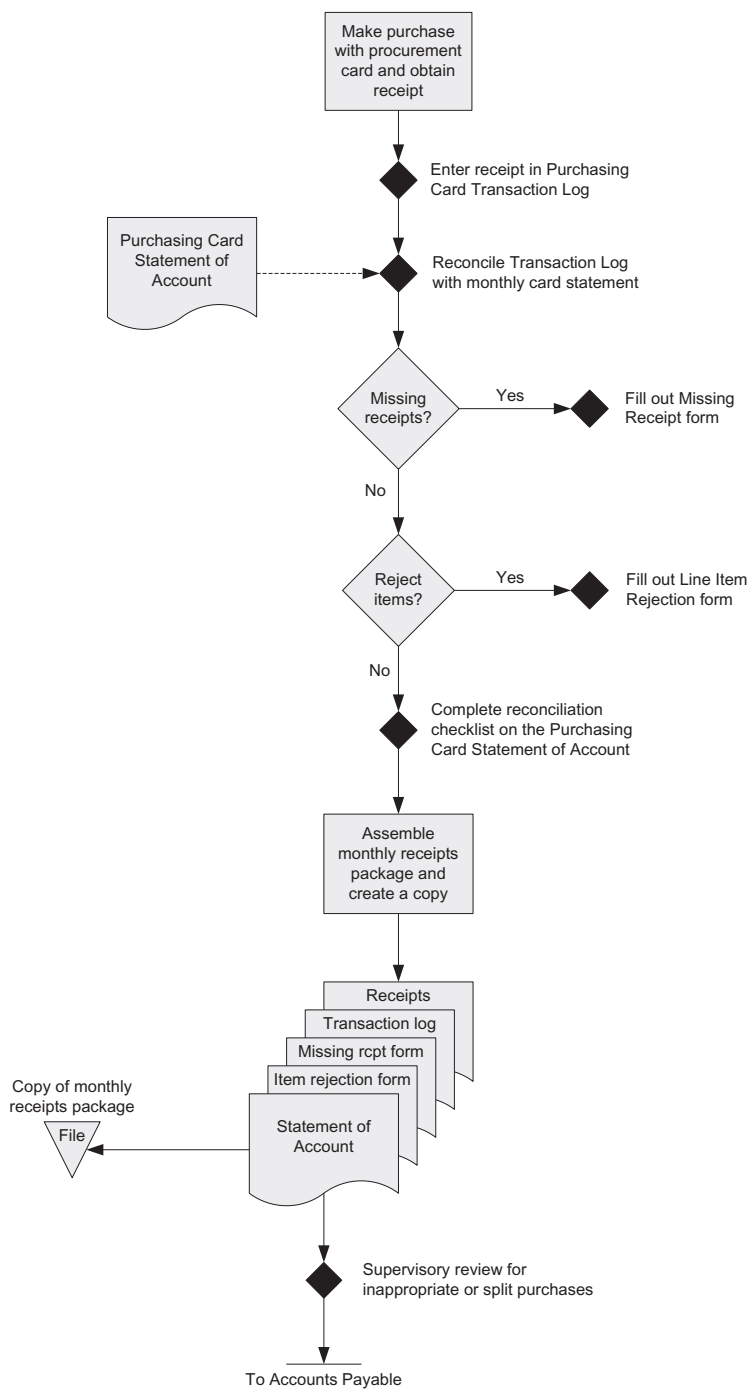 Make purchase
with procurement
card and obtain
receipt
Enter receipt in Purchasing
Card Transaction Log
Purchasing Card
Statement of
Account
Reconcile Transaction Log
with monthly card statement
Missing
receipts?
Yes
Fill out Missing
Receipt form
No
Reject
items?
Yes
Fill out Line Item
Rejection form
No
Complete reconciliation
checklist on the Purchasing
Card Statement of Account
Assemble
monthly receipts
package and
create a copy
Receipts
Transaction log
Missing rcpt form
Item rejection form
Statement of
Account
Copy of monthly
receipts package
File
Supervisory review for
inappropriate or split purchases
To Accounts Payable